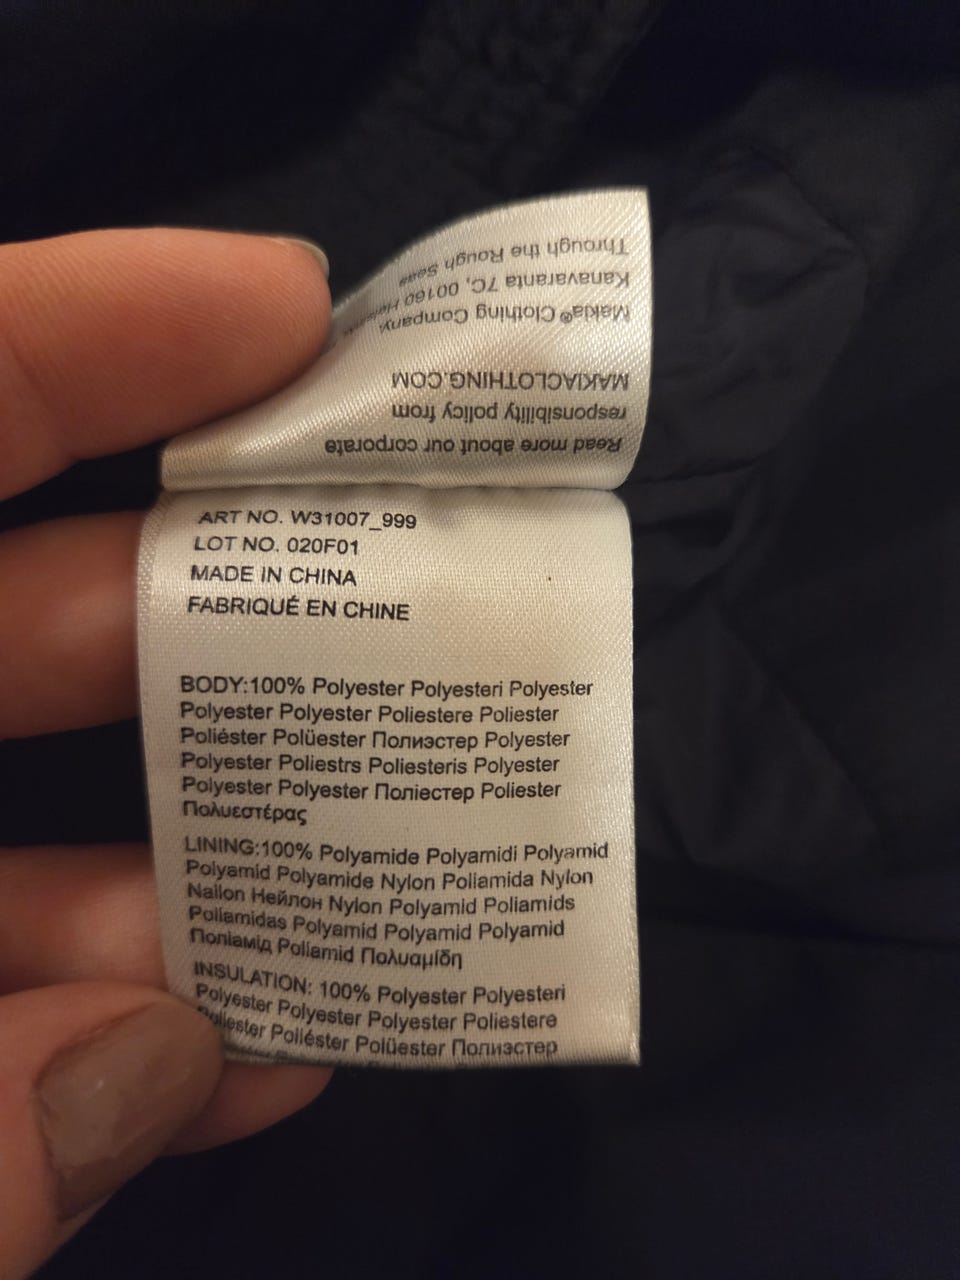 Through the Rough Seas
Kanavaranta 7C, 00160
Makia® Clothing Company,
MAKIACLOTHING.COM
responsibility policy from
Read more about our corporate
ART NO. W31007_999
LOT NO. 020F01
MADE IN CHINA
FABRIQUÉ EN CHINE
BODY:100% Polyester Polyesteri Polyester
Polyester Polyester Poliestere Poliester
Poliéster Polüester Полиэстер Polyester
Polyester Poliestrs Poliesteris Polyester
Polyester Polyester Поліестер Poliester
Πολυεστέρας
LINING:100% Polyamide Polyamidi Polyamid
Polyamid Polyamide Nylon Poliamida Nylon
Nailon Нейлон Nylon Polyamid Poliamids
Poliamidas Polyamid Polyamid Polyamid
Поліамід Poliamid Πολυαμίδη
INSULATION: 100% Polyester Polyesteri
Polyester Polyester Polyester Poliestere
Poliester Poliéster Polüester Полиэстер